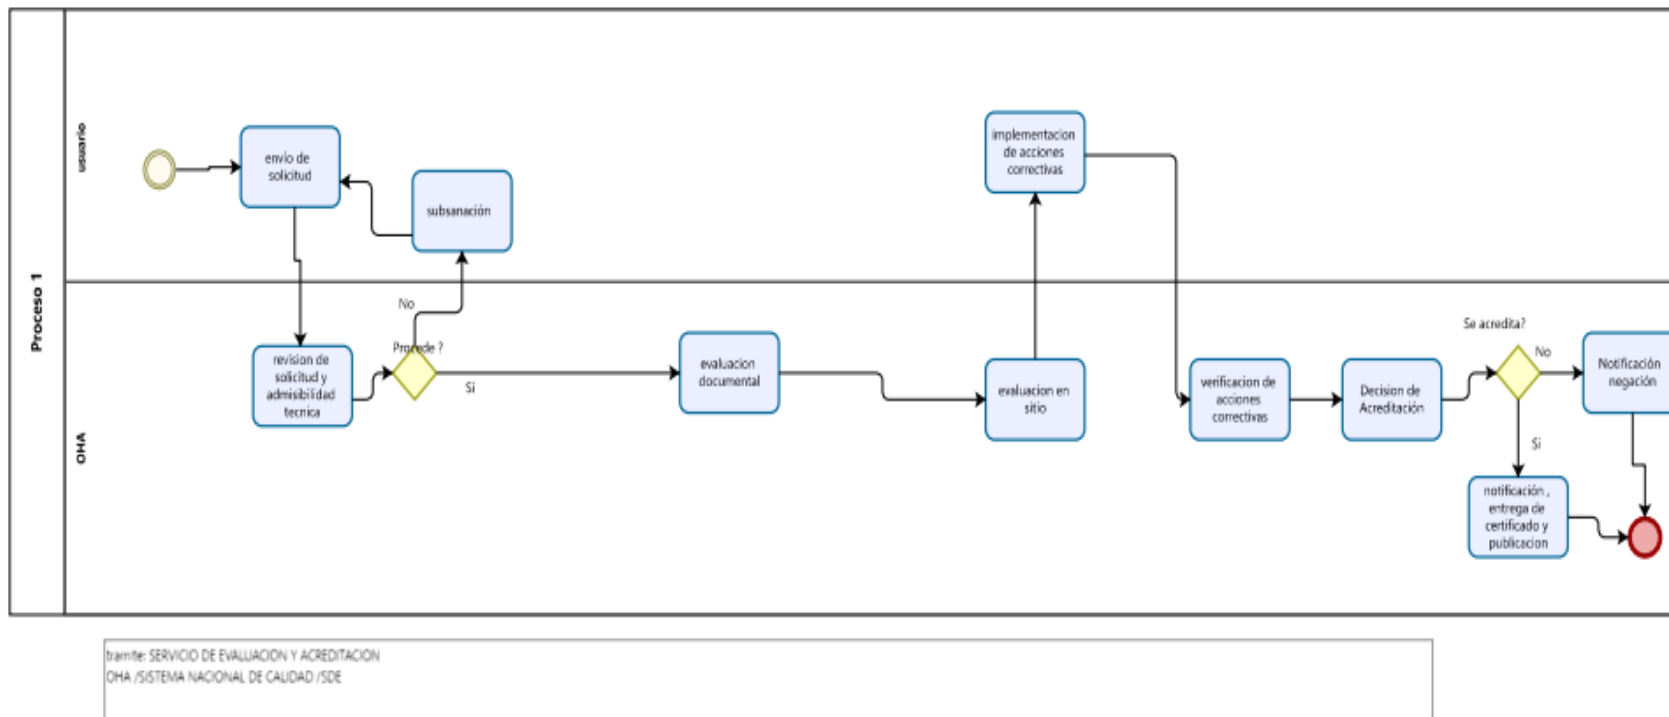 Proceso 1
usuario
envío de
solicitud
subsanación
implementacion
de acciones
correctivas
OHA
No
Procede ?
Si
revision de
solicitud y
admisibilidad
tecnica
evaluacion
documental
evaluacion en
sitio
verificacion de
acciones
correctivas
Decision de
Acreditación
Se acredita?
No
Si
Notificación
negación
notificación ,
entrega de
certificado y
publicacion
tramite: SERVICIO DE EVALUACION Y ACREDITACION
OHA /SISTEMA NACIONAL DE CALIDAD /SDE